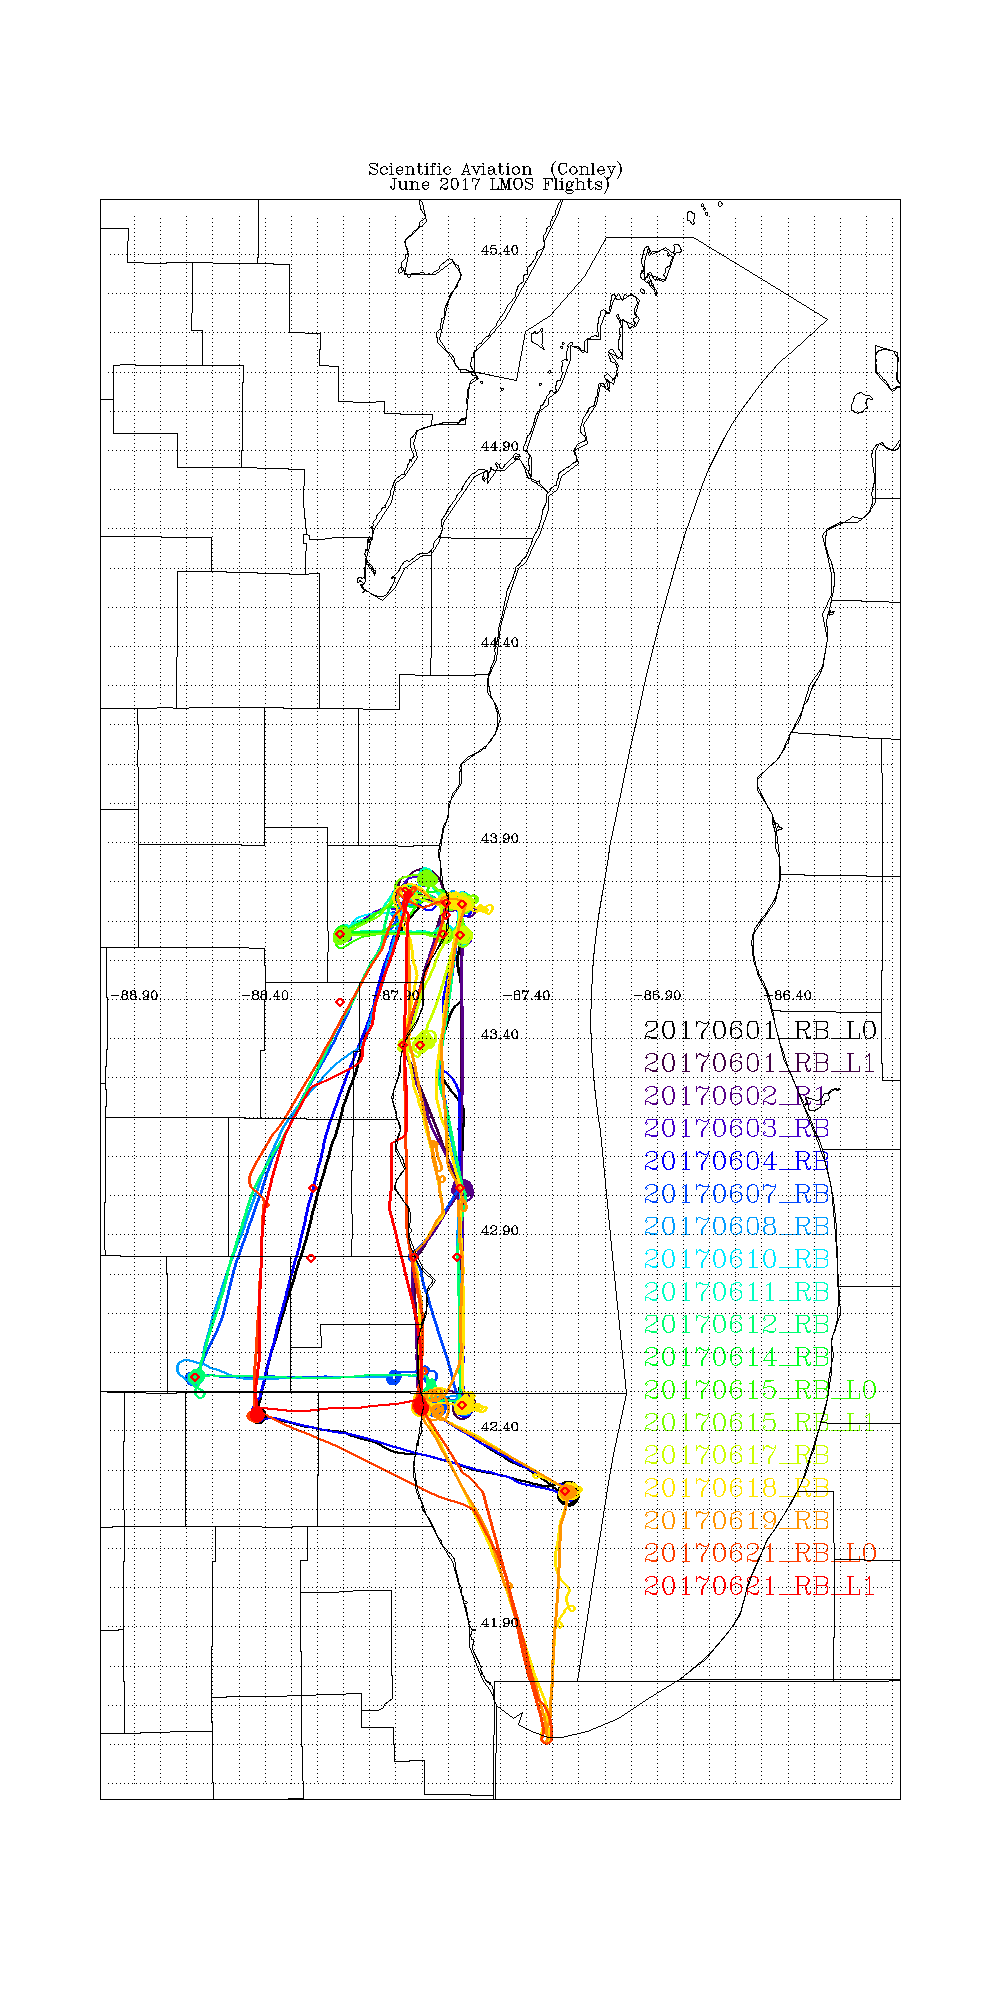 Scientific Aviation (Conley)
June 2017 LMOS Flights)
45.40
44.90
44.40
43.90
-88.90 -88.40 -87.90 -87.40 -86.90 -86.40
43.40
42.90
42.40
41.90
20170601_RB_L0
20170601_RB_L1
20170602_R1
20170603_RB
20170604_RB
20170607_RB
20170608_RB
20170610_RB
20170611_RB
20170612_RB
20170614_RB
20170615_RB_L0
20170615_RB_L1
20170617_RB
20170618_RB
20170619_RB
20170621_RB_L0
20170621_RB_L1